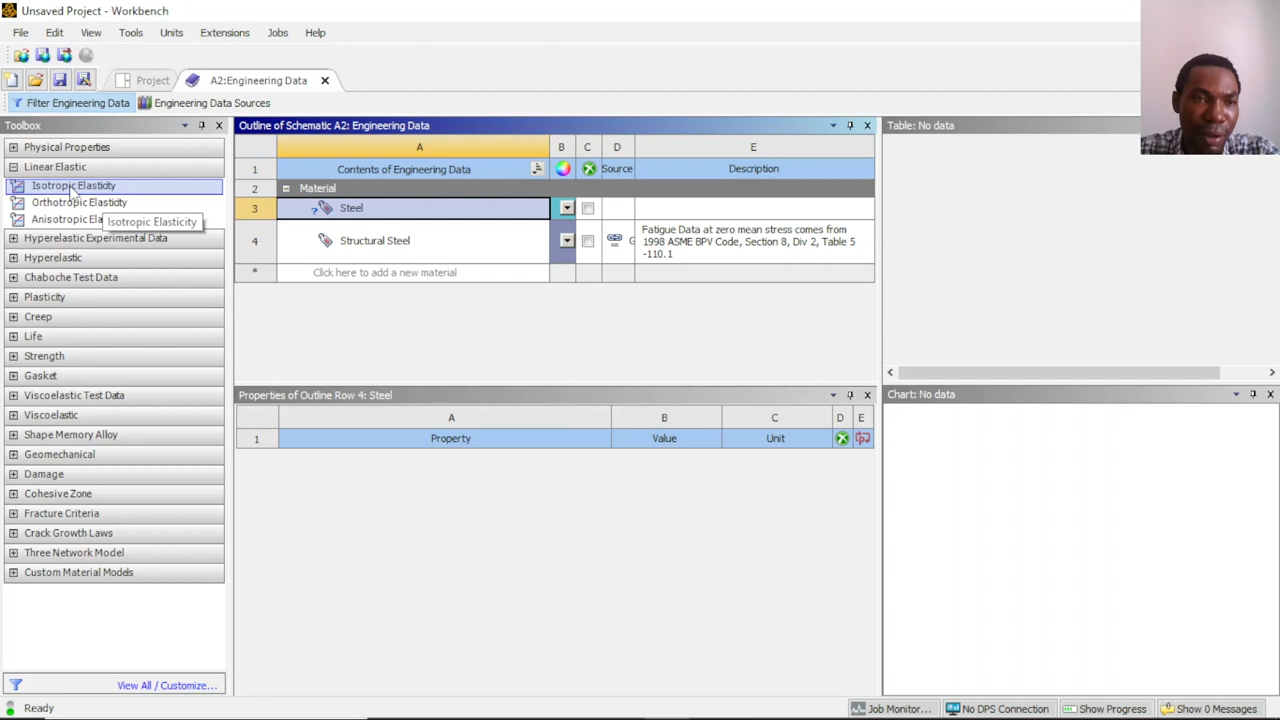 Unsaved Project - Workbench
File Edit View Tools Units Extensions Jobs Help
Project A2:Engineering Data
Filter Engineering Data Engineering Data Sources
Toolbox
Physical Properties
Linear Elastic
Isotropic Elasticity
Orthotropic Elasticity
Anisotropic Ela
Isotropic Elasticity
Hyperelastic Experimental Data
Hyperelastic
Chaboche Test Data
Plasticity
Creep
Life
Strength
Gasket
Viscoelastic Test Data
Viscoelastic
Shape Memory Alloy
Geomechanical
Damage
Cohesive Zone
Fracture Criteria
Crack Growth Laws
Three Network Model
Custom Material Models
View All / Customize...
Outline of Schematic A2: Engineering Data
A B C D E
1 Contents of Engineering Data Source Description
2 Material
3 Steel
4 Structural Steel G Fatigue Data at zero mean stress comes from
1998 ASME BPV Code, Section 8, Div 2, Table 5
-110.1
* Click here to add a new material
Properties of Outline Row 4: Steel
A B C D E
1 Property Value Unit
Table: No data
Chart: No data
Ready
Job Monitor... No DPS Connection Show Progress Show 0 Messages